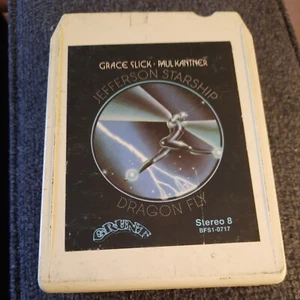 GRACE SLICK · PAUL KANTNER
JEFFERSON STARSHIP
DRAGON FLY
GRUNT
Stereo 8
BFS1-0717